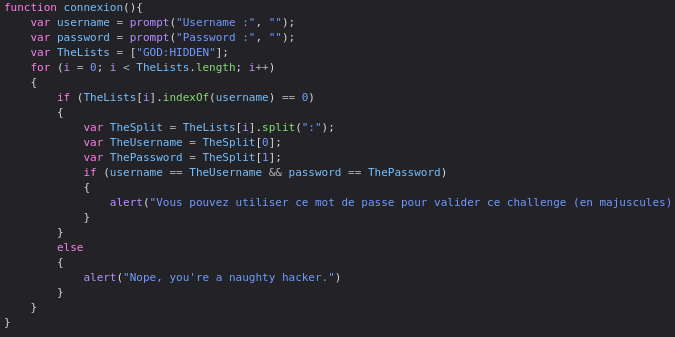 function connexion(){
    var username = prompt("Username :", "");
    var password = prompt("Password :", "");
    var TheLists = ["GOD:HIDDEN"];
    for (i = 0; i < TheLists.length; i++)
    {
        if (TheLists[i].indexOf(username) == 0)
        {
            var TheSplit = TheLists[i].split(":");
            var TheUsername = TheSplit[0];
            var ThePassword = TheSplit[1];
            if (username == TheUsername && password == ThePassword)
            {
                alert("Vous pouvez utiliser ce mot de passe pour valider ce challenge (en majuscules)
            }
        }
        else
        {
            alert("Nope, you're a naughty hacker.")
        }
    }
}